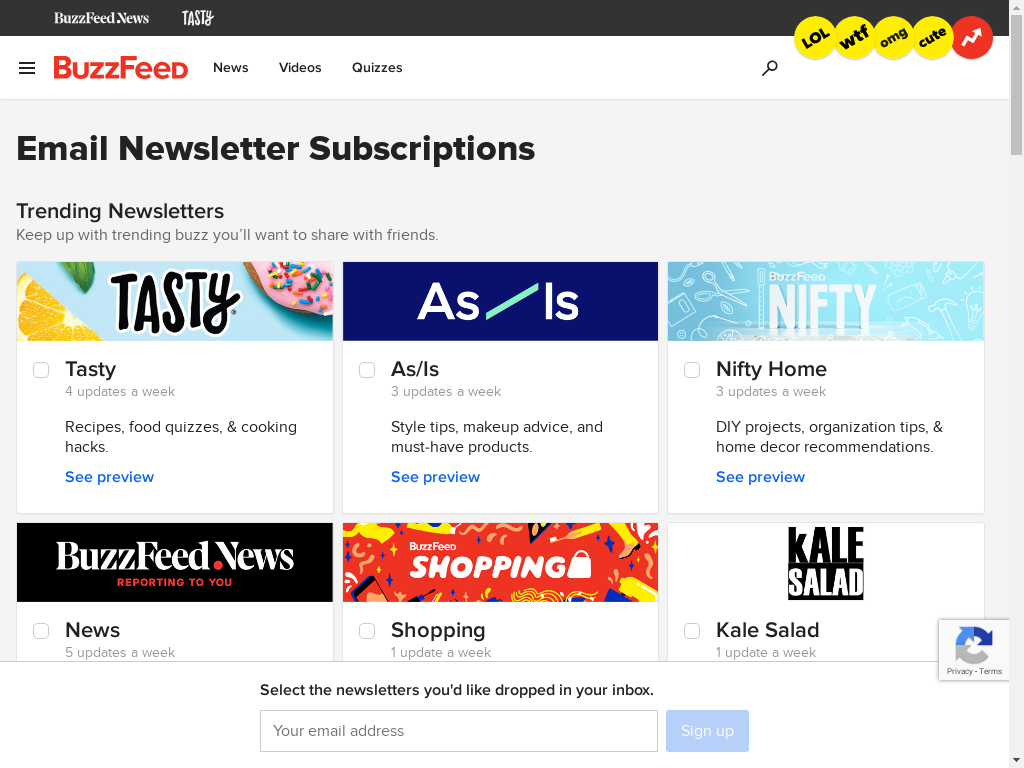 BuzzFeed News
TASTY
LOL
wtf
omg
cute
BuzzFeed
News
Videos
Quizzes
Email Newsletter Subscriptions
Trending Newsletters
Keep up with trending buzz you’ll want to share with friends.
TASTY
As/Is
BuzzFeed
NIFTY
Tasty
4 updates a week
Recipes, food quizzes, & cooking
hacks.
See preview
As/Is
3 updates a week
Style tips, makeup advice, and
must-have products.
See preview
Nifty Home
3 updates a week
DIY projects, organization tips, &
home decor recommendations.
See preview
BuzzFeed.News
REPORTING TO YOU
BuzzFeed
SHOPPING
kALE
SALAD
News
5 updates a week
Shopping
1 update a week
Kale Salad
1 update a week
Privacy - Terms
Select the newsletters you'd like dropped in your inbox.
Your email address
Sign up